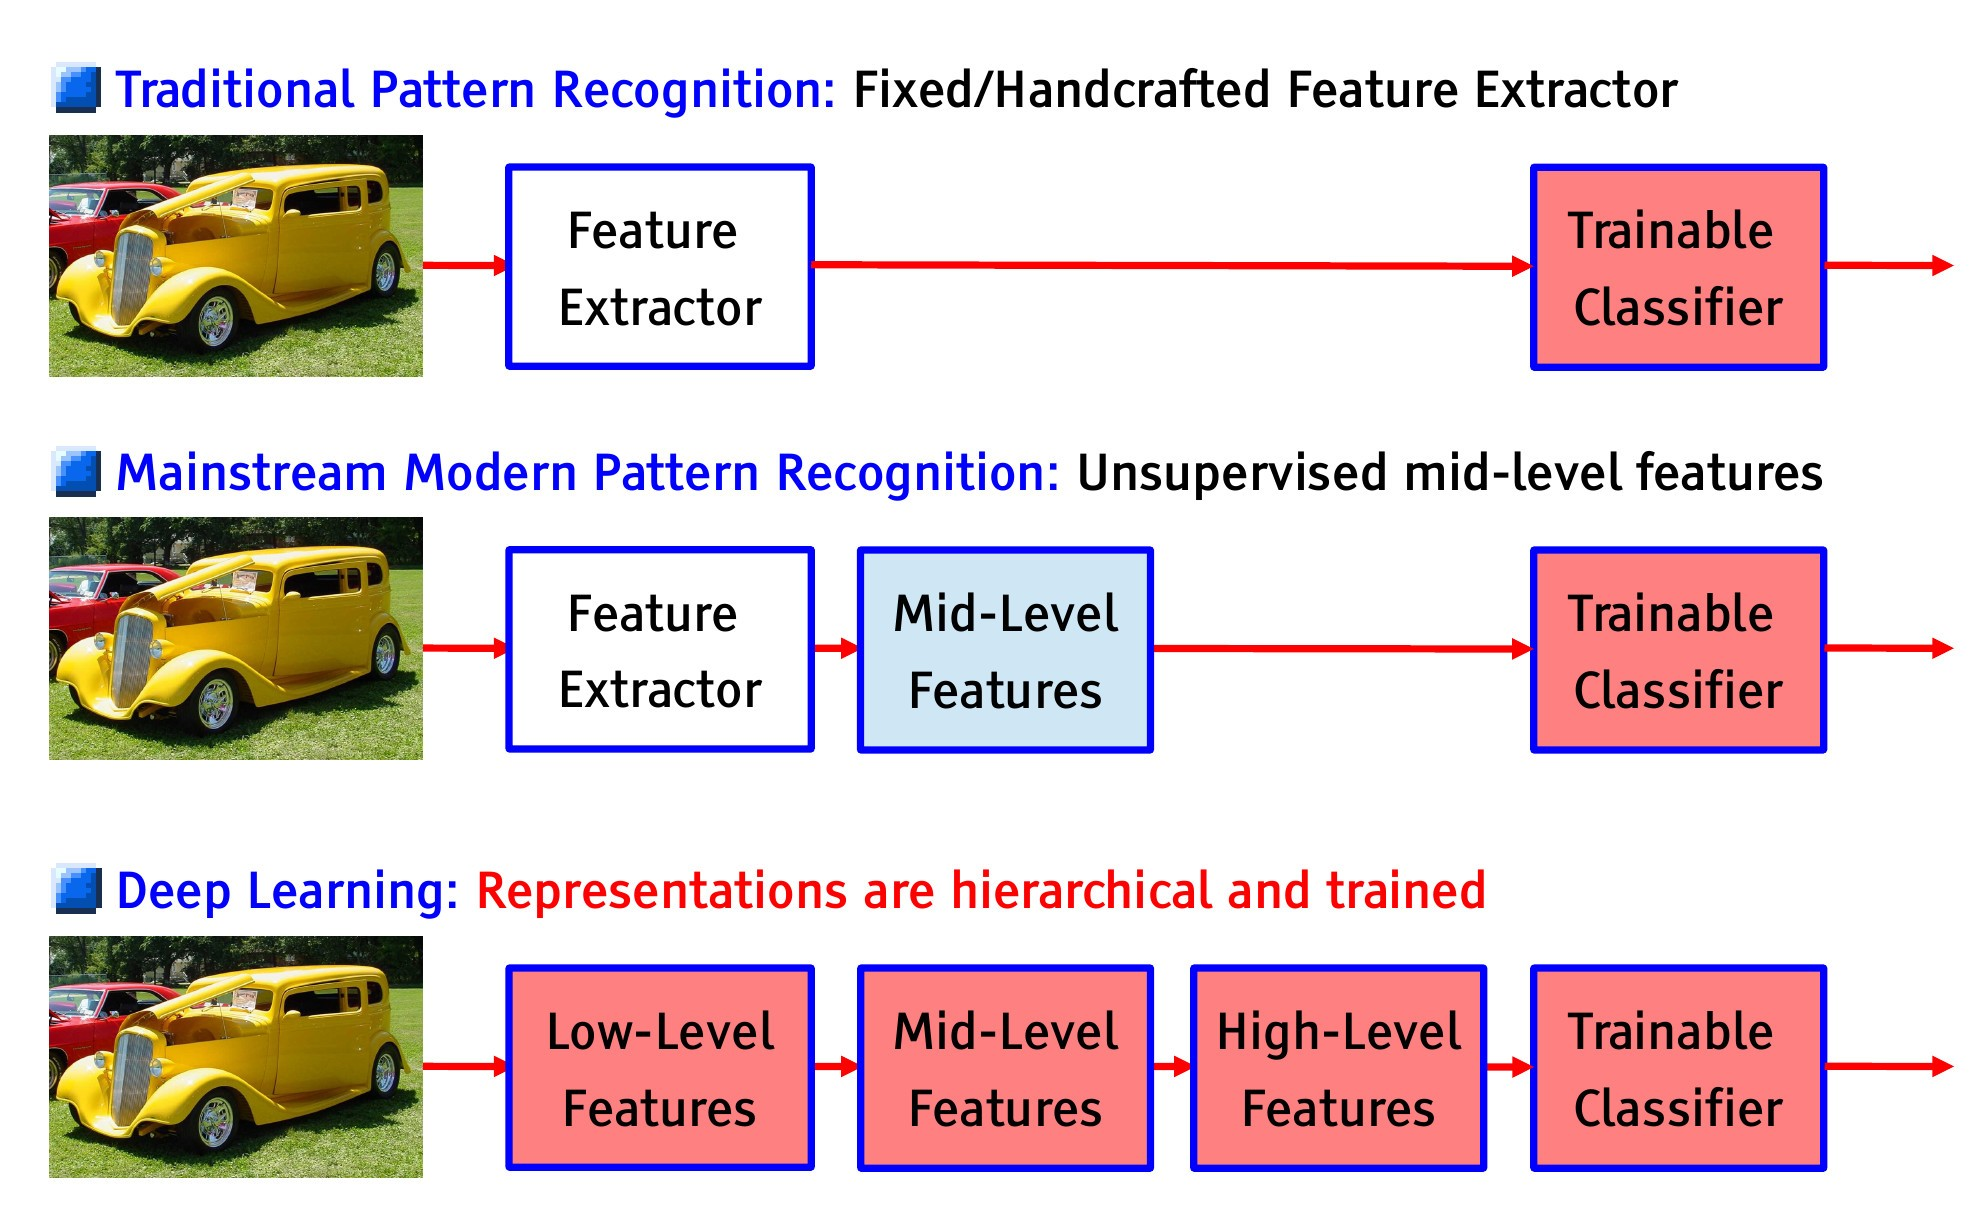 Traditional Pattern Recognition: Fixed/Handcrafted Feature Extractor
Feature
Extractor
Trainable
Classifier
Mainstream Modern Pattern Recognition: Unsupervised mid-level features
Feature
Extractor
Mid-Level
Features
Trainable
Classifier
Deep Learning: Representations are hierarchical and trained
Low-Level
Features
Mid-Level
Features
High-Level
Features
Trainable
Classifier